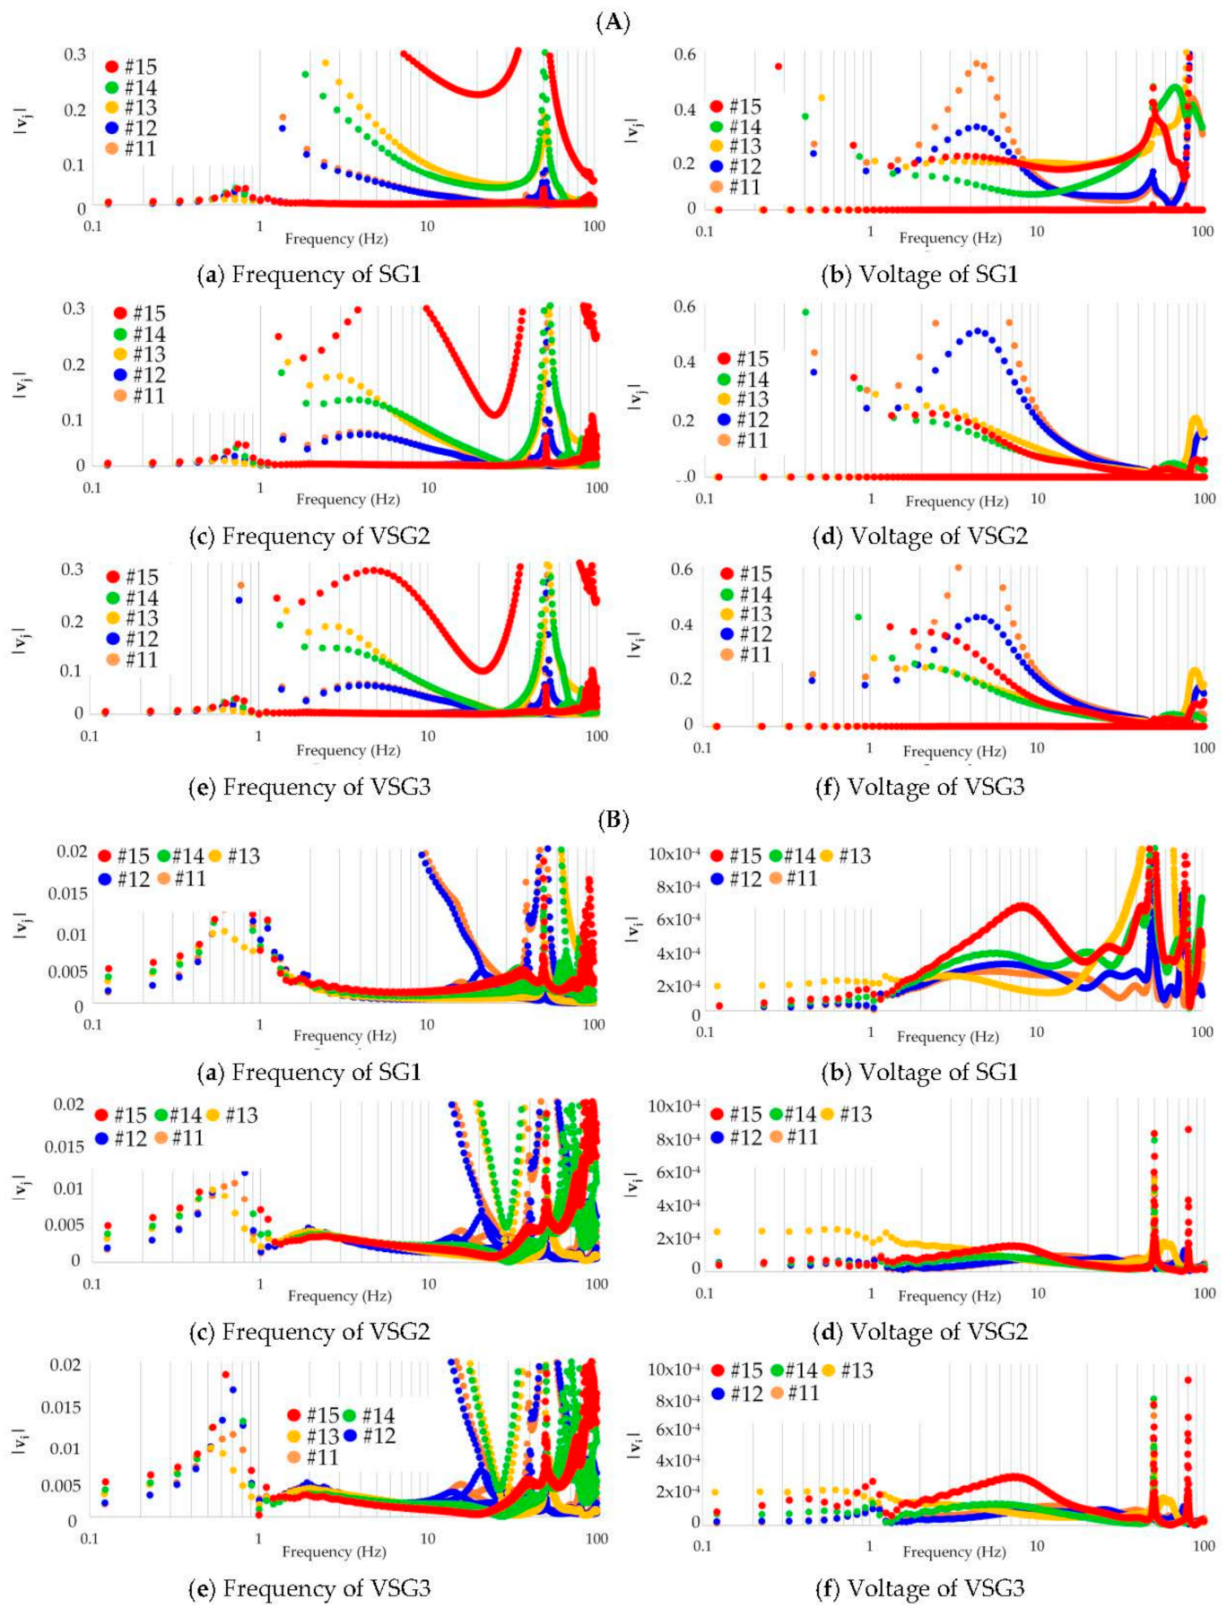 (A)
0.3
0.2
0.1
0
|vj|
#15
#14
#13
#12
#11
0.1
1
10
100
Frequency (Hz)
(a) Frequency of SG1
0.6
0.4
0.2
0
|vj|
#15
#14
#13
#12
#11
0.1
1
10
100
Frequency (Hz)
(b) Voltage of SG1
0.3
0.2
0.1
0
|vj|
#15
#14
#13
#12
#11
0.1
1
10
100
Frequency (Hz)
(c) Frequency of VSG2
0.6
0.4
0.2
.0
|vj|
#15
#14
#13
#12
#11
0.1
1
10
100
Frequency (Hz)
(d) Voltage of VSG2
0.3
0.2
0.1
0
|vj|
#15
#14
#13
#12
#11
0.1
1
10
100
Frequency (Hz)
(e) Frequency of VSG3
0.6
0.4
0.2
0
|vi|
#15
#14
#13
#12
#11
0.1
1
10
100
Frequency (Hz)
(f) Voltage of VSG3
(B)
0.02
0.015
0.01
0.005
0
|vj|
#15 #14 #13
#12 #11
0.1
1
10
100
Frequency (Hz)
(a) Frequency of SG1
10x10-4
8x10-4
6x10-4
4x10-4
2x10-4
0
|vi|
#15 #14 #13
#12 #11
0.1
1
10
100
Frequency (Hz)
(b) Voltage of SG1
0.02
0.015
0.01
0.005
0
|vj|
#15 #14 #13
#12 #11
0.1
1
10
100
Frequency (Hz)
(c) Frequency of VSG2
10x10-4
8x10-4
6x10-4
4x10-4
2x10-4
0
|vi|
#15 #14 #13
#12 #11
0.1
1
10
100
Frequency (Hz)
(d) Voltage of VSG2
0.02
0.015
0.01
0.005
0
|vi|
#15 #14
#13 #12
#11
0.1
1
10
100
Frequency (Hz)
(e) Frequency of VSG3
10x10-4
8x10-4
6x10-4
4x10-4
2x10-4
0
|vi|
#15 #14 #13
#12 #11
0.1
1
10
100
Frequency (Hz)
(f) Voltage of VSG3